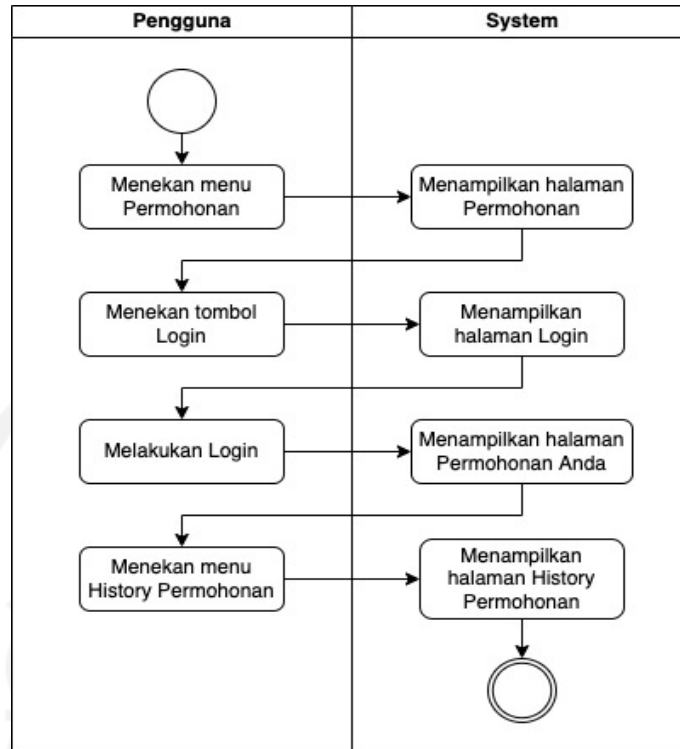 Pengguna
System
Menekan menu
Permohonan
Menampilkan halaman
Permohonan
Menekan tombol
Login
Menampilkan
halaman Login
Melakukan Login
Menampilkan halaman
Permohonan Anda
Menekan menu
History Permohonan
Menampilkan
halaman History
Permohonan